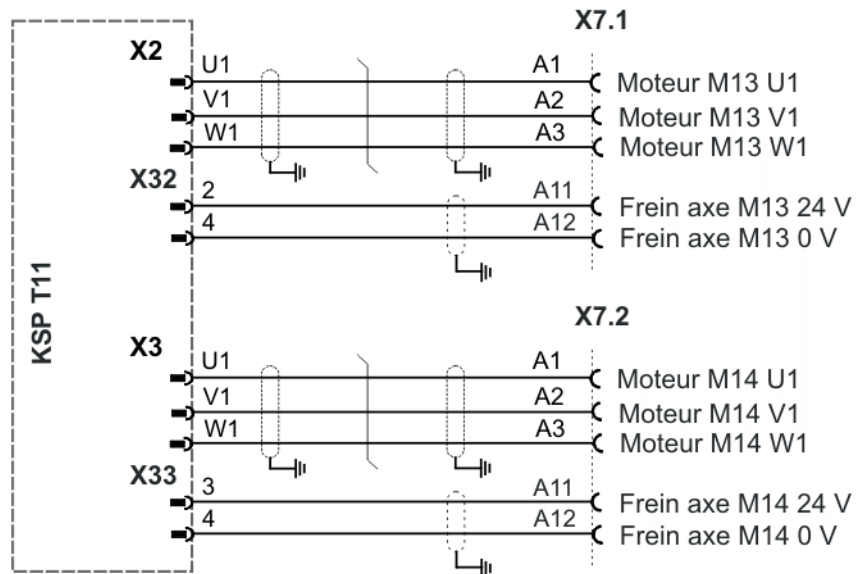 X7.1
X2
U1 A1 Moteur M13 U1
V1 A2 Moteur M13 V1
W1 A3 Moteur M13 W1
X32
2 A11 Frein axe M13 24 V
4 A12 Frein axe M13 0 V
KSP T11
X7.2
X3
U1 A1 Moteur M14 U1
V1 A2 Moteur M14 V1
W1 A3 Moteur M14 W1
X33
3 A11 Frein axe M14 24 V
4 A12 Frein axe M14 0 V